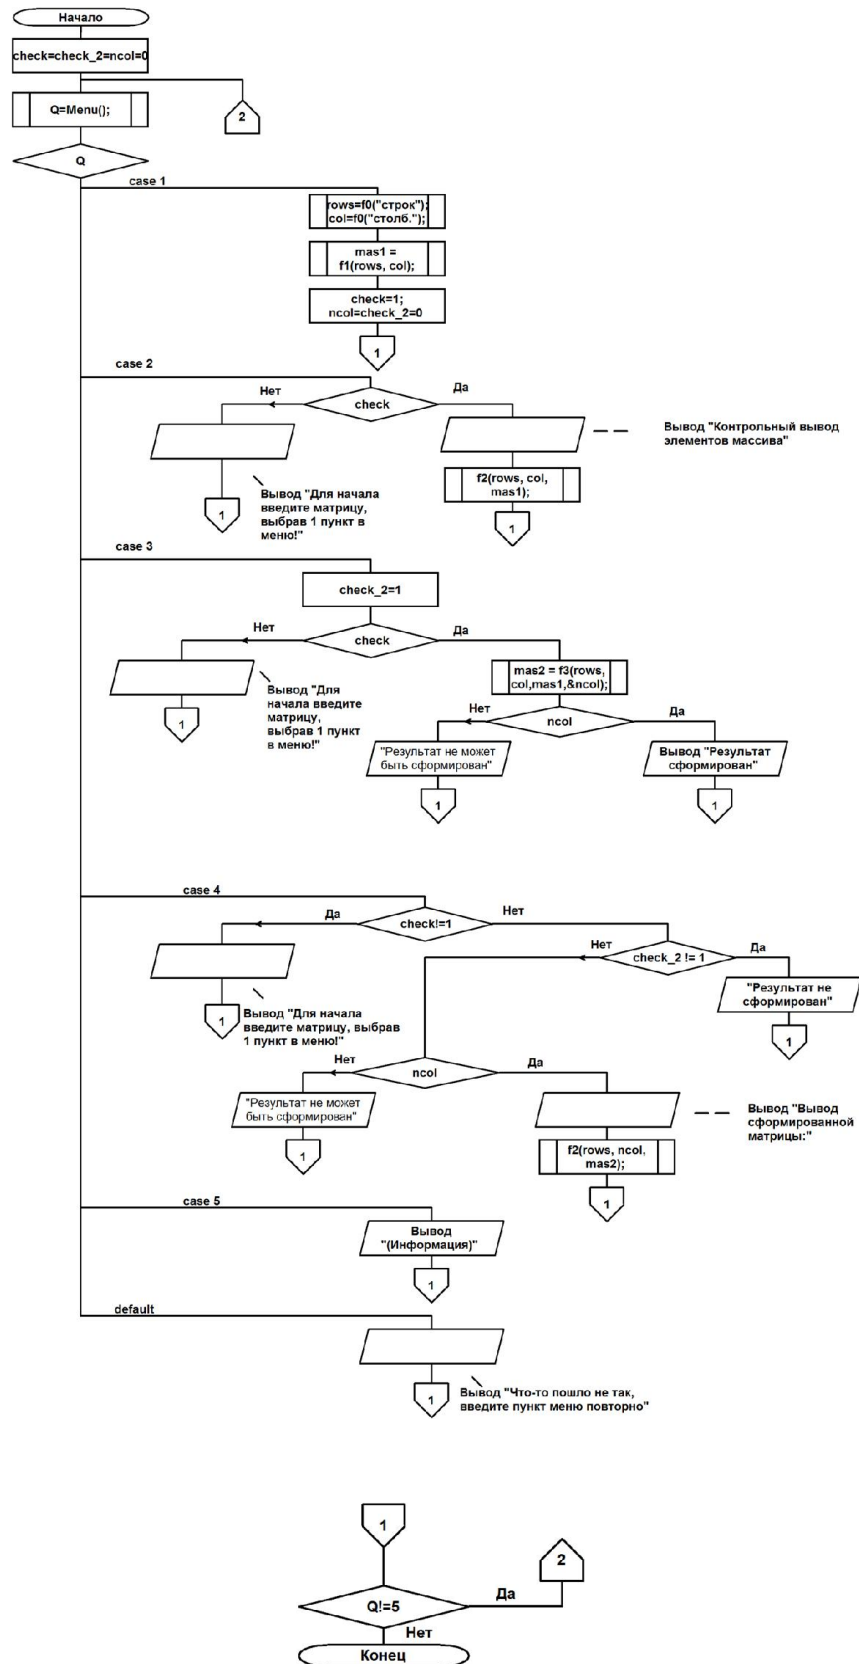 Начало
check=check_2=ncol=0
Q=Menu();
2
Q
case 1
rows=f0("строк");
col=f0("столб.");
mas1 =
f1(rows, col);
check=1;
ncol=check_2=0
1
case 2
Нет
Да
check
Вывод "Контрольный вывод
элементов массива"
f2(rows, col,
mas1);
Вывод "Для начала
введите матрицу,
выбрав 1 пункт в
меню!"
1
1
case 3
check_2=1
Нет
Да
check
mas2 = f3(rows,
col,mas1,&ncol);
Вывод "Для
начала введите
матрицу,
выбрав 1 пункт
в меню!"
1
Нет
Да
ncol
"Результат не может
быть сформирован"
Вывод "Результат
сформирован"
1
1
case 4
Да
Нет
check!=1
Нет
Да
check_2 != 1
"Результат не
сформирован"
1
Вывод "Для начала
введите матрицу, выбрав
1 пункт в меню!"
1
Нет
Да
ncol
"Результат не может
быть сформирован"
Вывод "Вывод
сформированной
матрицы:"
1
f2(rows, ncol,
mas2);
1
case 5
Вывод
"(Информация)"
1
default
1
Вывод "Что-то пошло не так,
введите пункт меню повторно"
1
2
Q!=5
Да
Нет
Конец